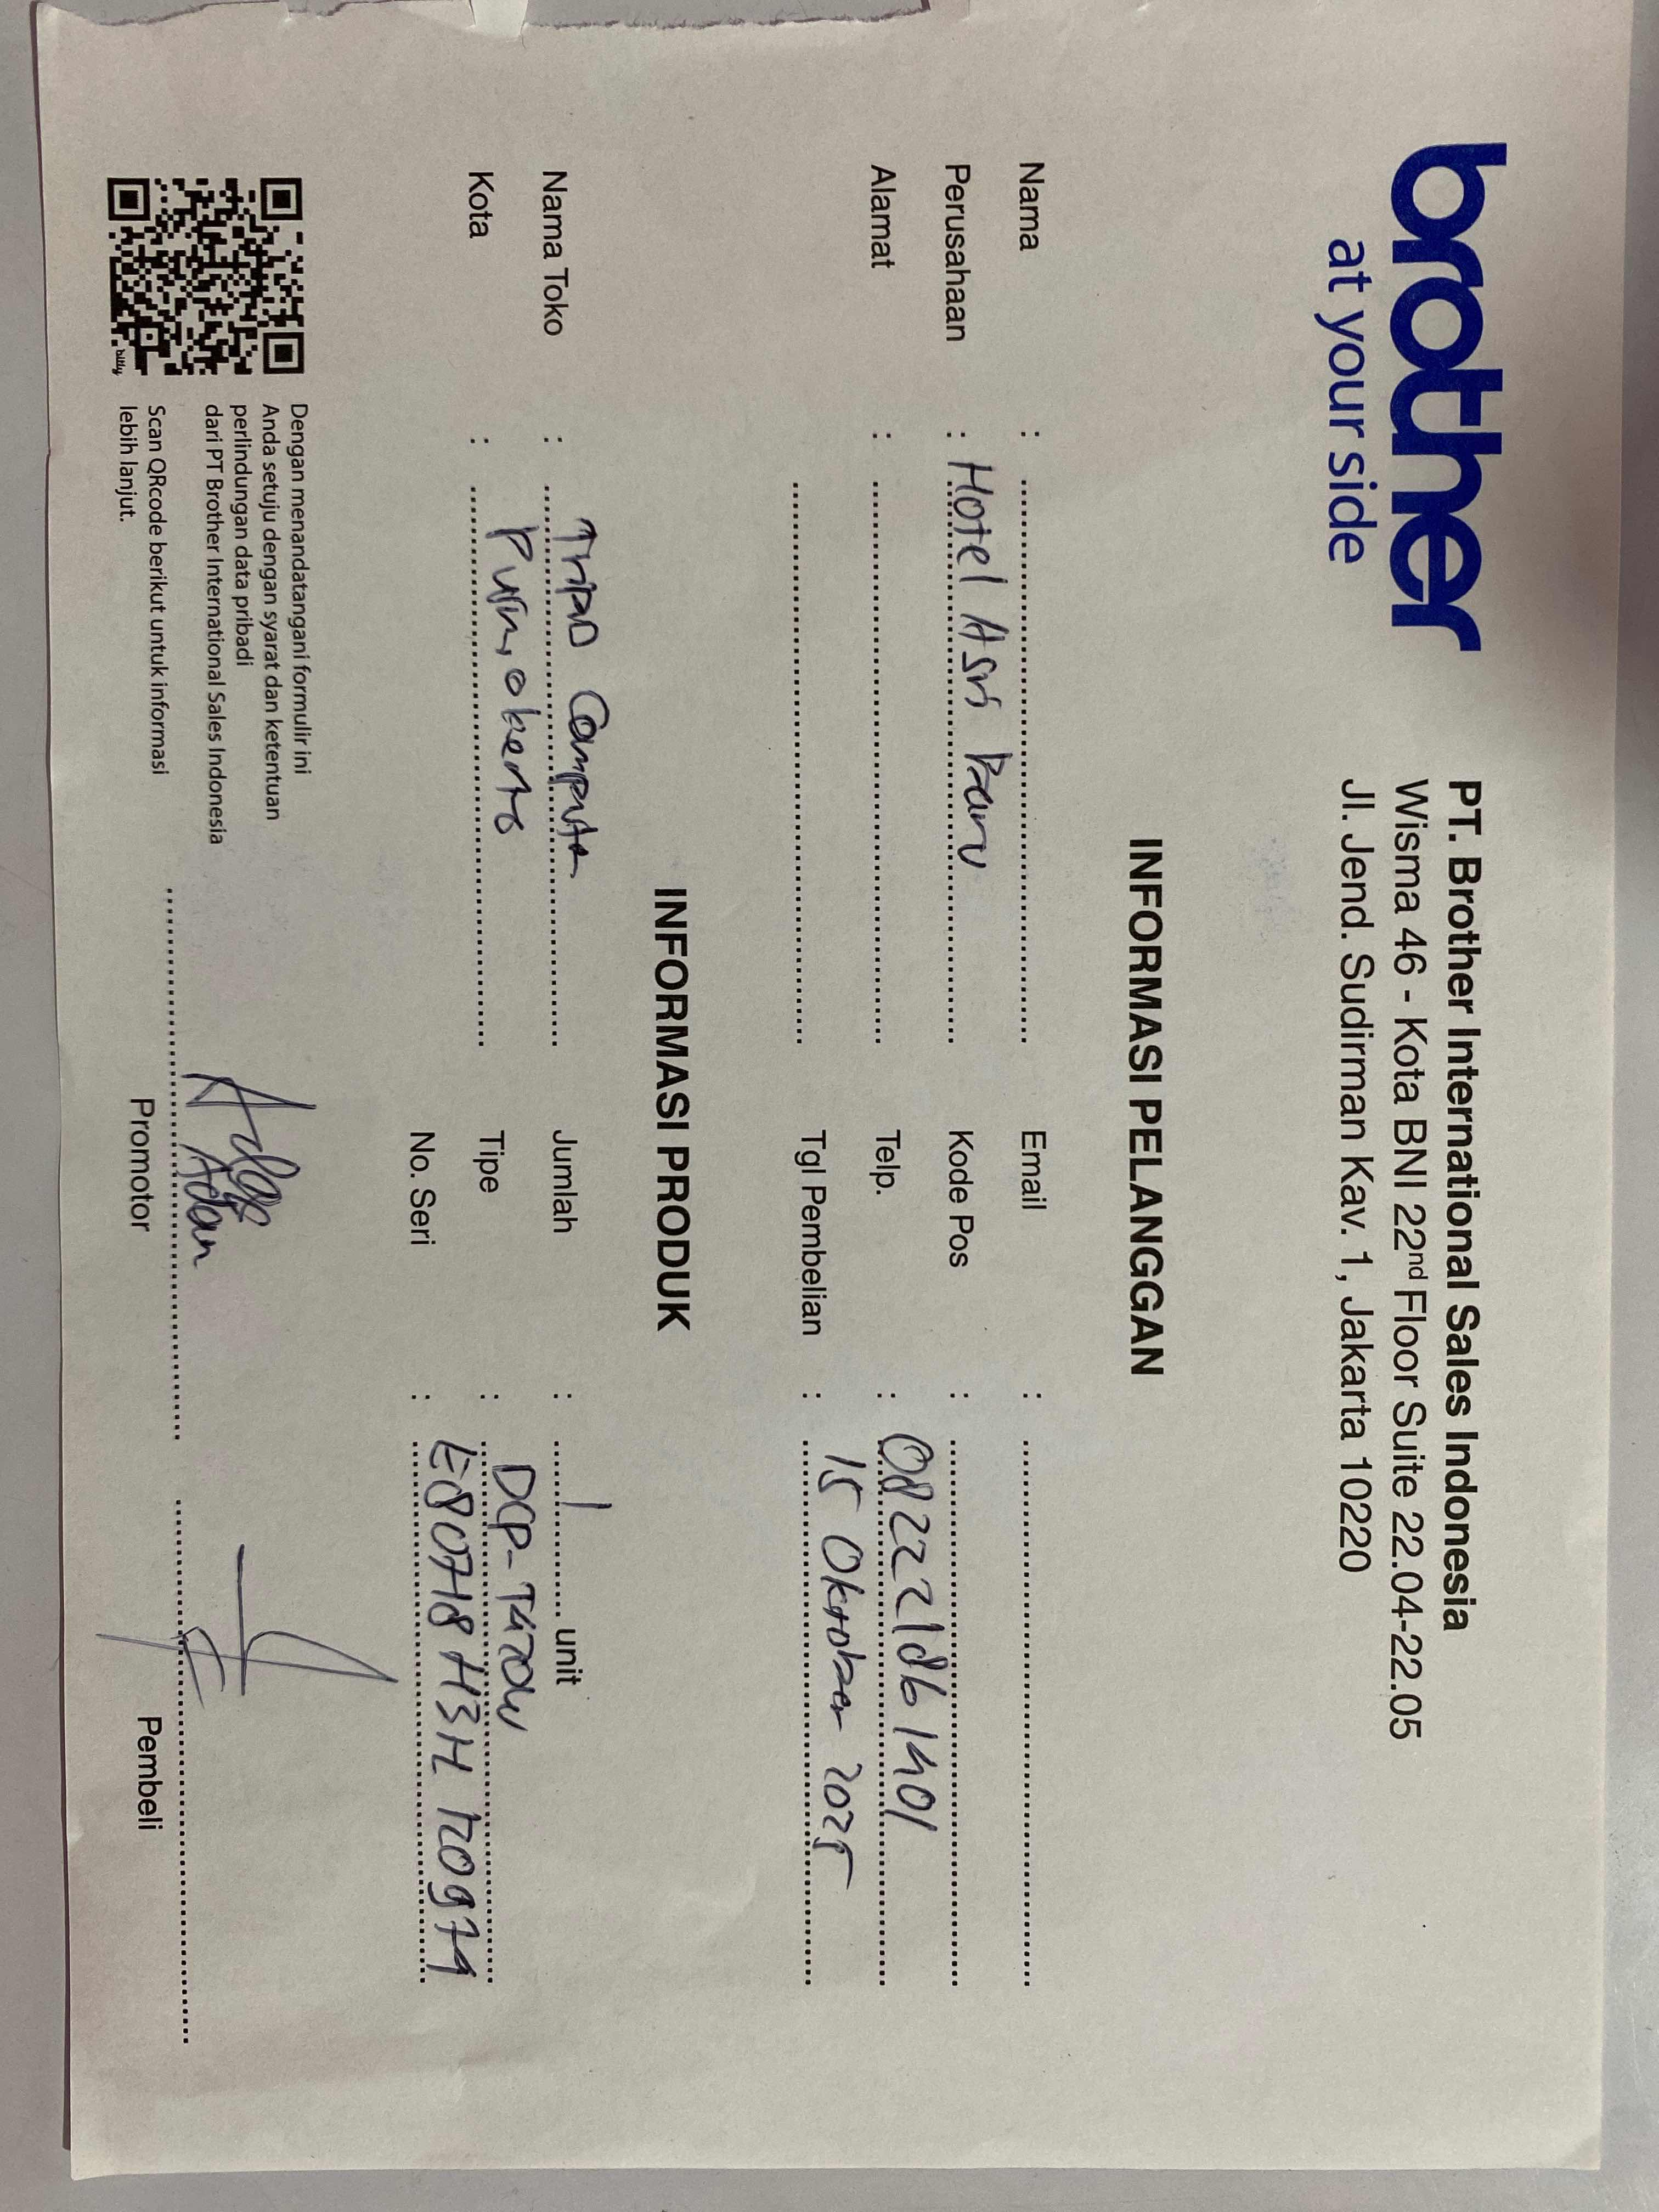 brother
at your side
PT. Brother International Sales Indonesia
Wisma 46 - Kota BNI 22nd Floor Suite 22.04-22.05
Jl. Jend. Sudirman Kav. 1, Jakarta 10220
INFORMASI PELANGGAN
Nama : Email :
Perusahaan : Hotel Asri Baru Kode Pos :
Alamat : Telp. : 082221861401
Tgl Pembelian : 15 Oktober 2025
INFORMASI PRODUK
Nama Toko : Computer Jumlah : 1 unit
Kota : Purwokerto Tipe : DCP-T420W
No. Seri : E80718H3H120979
Dengan menandatangani formulir ini
Anda setuju dengan syarat dan ketentuan
perlindungan data pribadi
dari PT Brother International Sales Indonesia
Scan QRcode berikut untuk informasi
lebih lanjut.
bitly
Adan
Promotor Pembeli